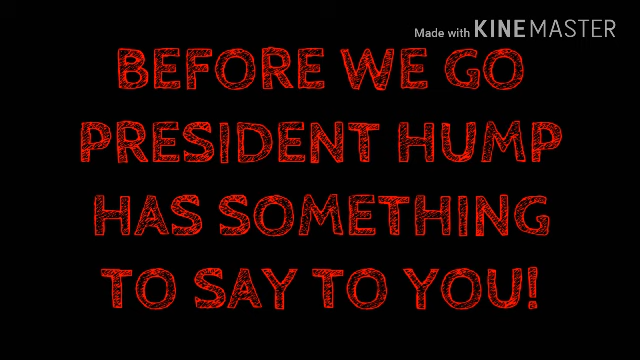 Made with KINEMASTER
BEFORE WE GO
PRESIDENT HUMP
HAS SOMETHING
TO SAY TO YOU!